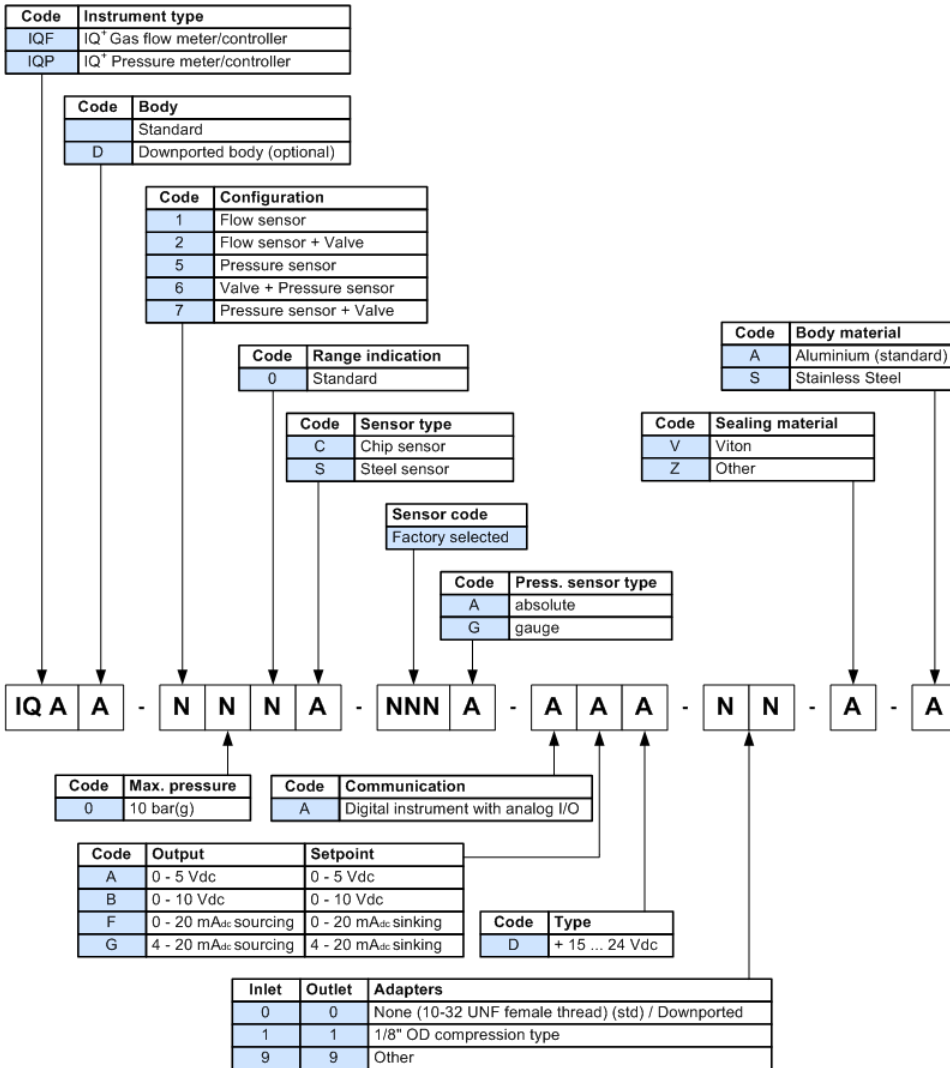 Code Instrument type
IQF IQ⁺ Gas flow meter/controller
IQP IQ⁺ Pressure meter/controller
Code Body
Standard
D Downported body (optional)
Code Configuration
1 Flow sensor
2 Flow sensor + Valve
5 Pressure sensor
6 Valve + Pressure sensor
7 Pressure sensor + Valve
Code Range indication
0 Standard
Code Sensor type
C Chip sensor
S Steel sensor
Sensor code
Factory selected
Code Press. sensor type
A absolute
G gauge
Code Body material
A Aluminium (standard)
S Stainless Steel
Code Sealing material
V Viton
Z Other
IQ A A - N N N A - NNN A - A A A - N N - A - A
Code Max. pressure
0 10 bar(g)
Code Communication
A Digital instrument with analog I/O
Code Output Setpoint
A 0 - 5 Vdc 0 - 5 Vdc
B 0 - 10 Vdc 0 - 10 Vdc
F 0 - 20 mAdc sourcing 0 - 20 mAdc sinking
G 4 - 20 mAdc sourcing 4 - 20 mAdc sinking
Code Type
D + 15 ... 24 Vdc
Inlet Outlet Adapters
0 0 None (10-32 UNF female thread) (std) / Downported
1 1 1/8" OD compression type
9 9 Other